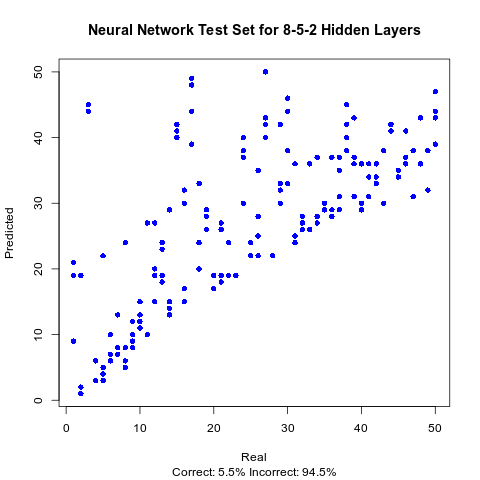 Neural Network Test Set for 8-5-2 Hidden Layers
Predicted
50
40
30
20
10
0
0 10 20 30 40 50
Real
Correct: 5.5% Incorrect: 94.5%